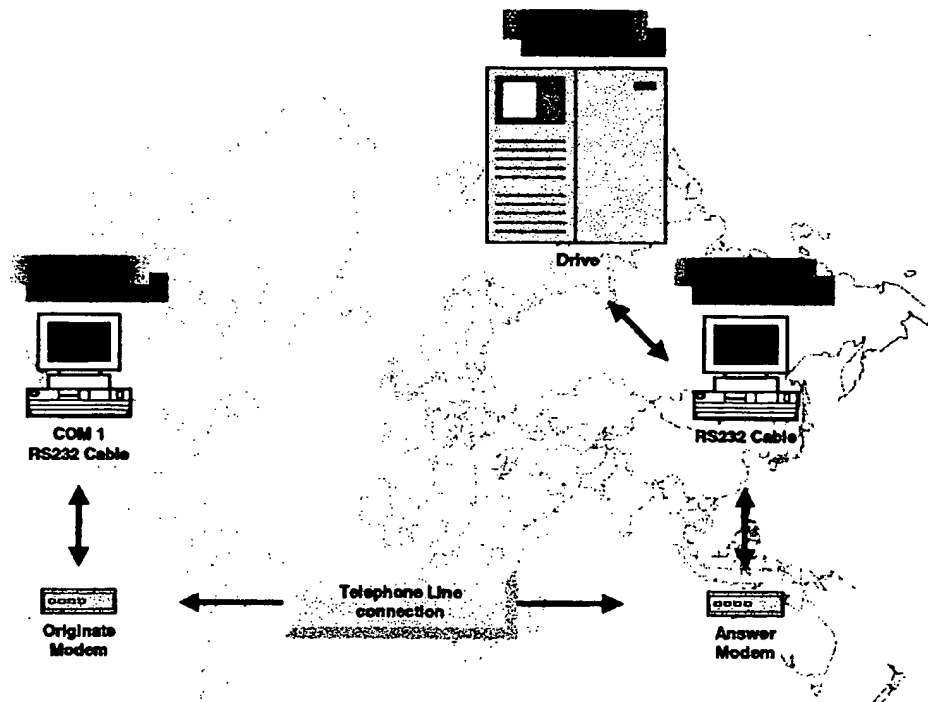 Drive
COM 1
RS232 Cable
RS232 Cable
Telephone Line
connection
Originate
Modem
Answer
Modem